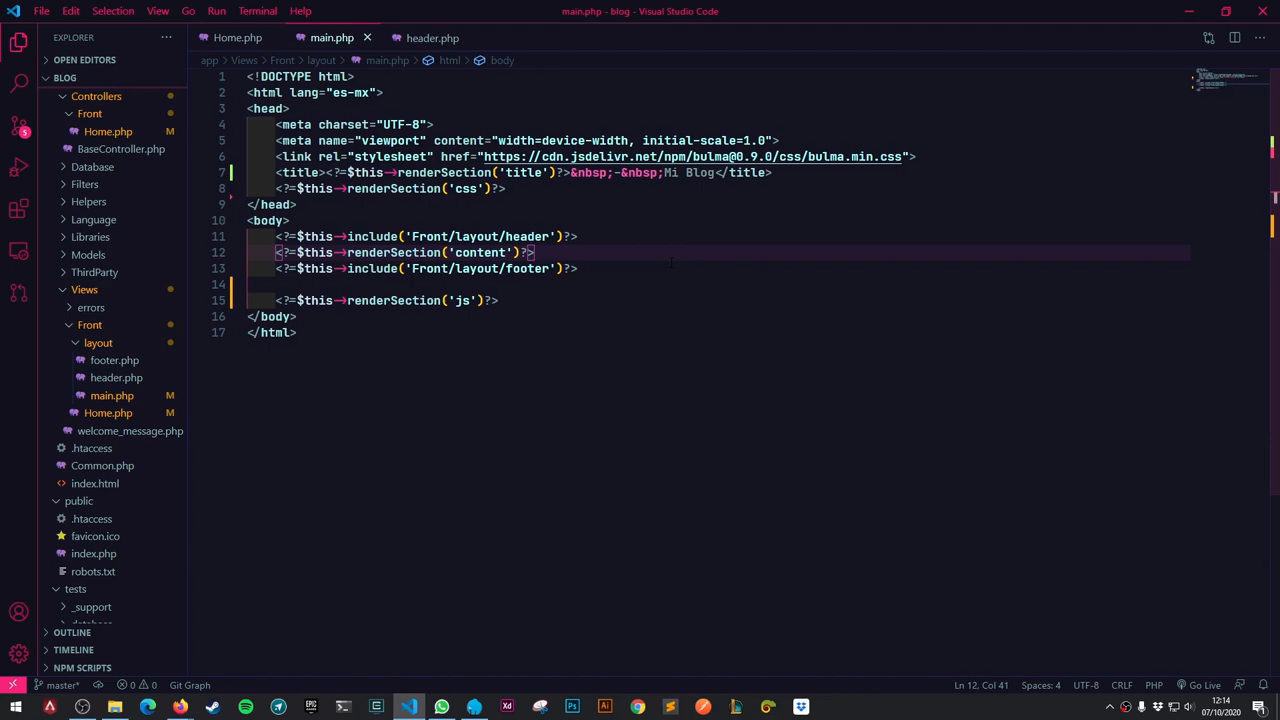 File Edit Selection View Go Run Terminal Help
main.php - blog - Visual Studio Code
EXPLORER
Home.php
main.php
header.php
OPEN EDITORS
app > Views > Front > layout > main.php > html > body
BLOG
Controllers
Front
Home.php M
BaseController.php
Database
Filters
Helpers
Language
Libraries
Models
ThirdParty
Views
errors
Front
layout
footer.php
header.php
main.php M
Home.php M
welcome_message.php
.htaccess
Common.php
index.html
public
.htaccess
favicon.ico
index.php
robots.txt
tests
_support
OUTLINE
TIMELINE
NPM SCRIPTS
5
1 <!DOCTYPE html>
2 <html lang="es-mx">
3 <head>
4 <meta charset="UTF-8">
5 <meta name="viewport" content="width=device-width, initial-scale=1.0">
6 <link rel="stylesheet" href="https://cdn.jsdelivr.net/npm/bulma@0.9.0/css/bulma.min.css">
7 <title><?=$this->renderSection('title')?>&nbsp;-&nbsp;Mi Blog</title>
8 <?=$this->renderSection('css')?>
9 </head>
10 <body>
11 <?=$this->include('Front/layout/header')?>
12 <?=$this->renderSection('content')?>
13 <?=$this->include('Front/layout/footer')?>
14
15 <?=$this->renderSection('js')?>
16 </body>
17 </html>
master* 0 0 Git Graph
Ln 12, Col 41 Spaces: 4 UTF-8 CRLF PHP Go Live
12:14
07/10/2020